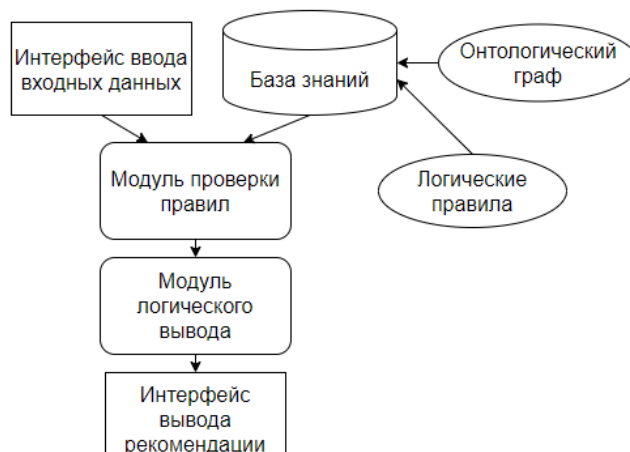 Интерфейс ввода
входных данных
База знаний
Онтологический
граф
Модуль проверки
правил
Логические
правила
Модуль
логического
вывода
Интерфейс
вывода
рекомендации